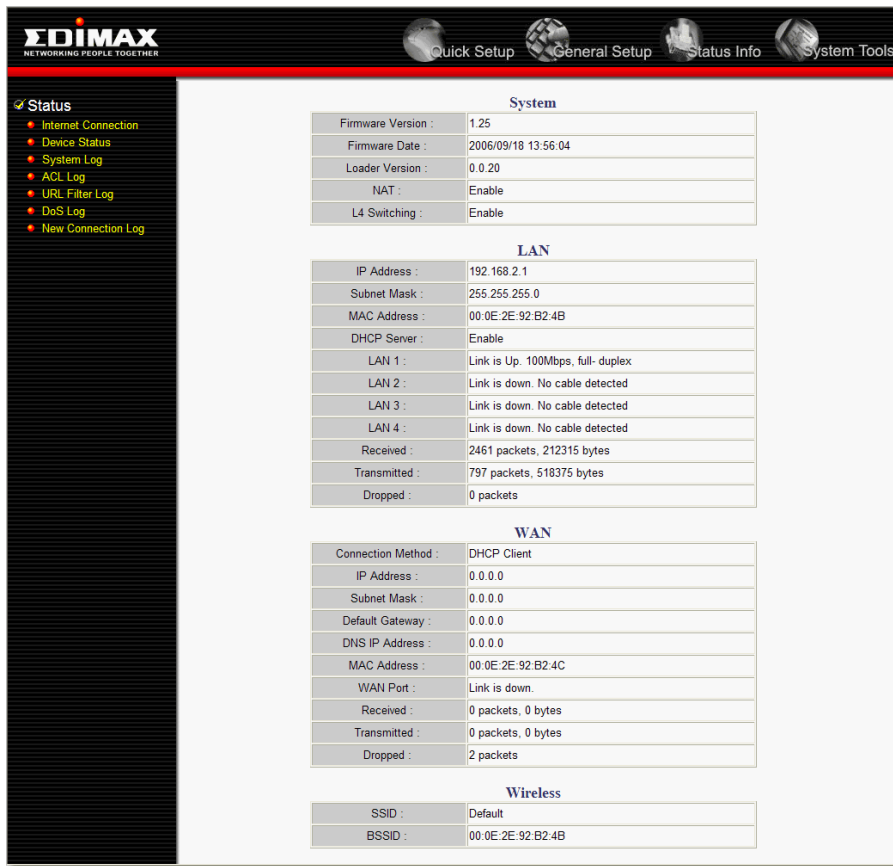 EDIMAX
NETWORKING PEOPLE TOGETHER
Quick Setup General Setup Status Info System Tools
Status
Internet Connection
Device Status
System Log
ACL Log
URL Filter Log
DoS Log
New Connection Log
System
Firmware Version : 1.25
Firmware Date : 2006/09/18 13:56:04
Loader Version : 0.0.20
NAT : Enable
L4 Switching : Enable
LAN
IP Address : 192.168.2.1
Subnet Mask : 255.255.255.0
MAC Address : 00:0E:2E:92:B2:4B
DHCP Server : Enable
LAN 1 : Link is Up. 100Mbps, full- duplex
LAN 2 : Link is down. No cable detected
LAN 3 : Link is down. No cable detected
LAN 4 : Link is down. No cable detected
Received : 2461 packets, 212315 bytes
Transmitted : 797 packets, 518375 bytes
Dropped : 0 packets
WAN
Connection Method : DHCP Client
IP Address : 0.0.0.0
Subnet Mask : 0.0.0.0
Default Gateway : 0.0.0.0
DNS IP Address : 0.0.0.0
MAC Address : 00:0E:2E:92:B2:4C
WAN Port : Link is down.
Received : 0 packets, 0 bytes
Transmitted : 0 packets, 0 bytes
Dropped : 2 packets
Wireless
SSID : Default
BSSID : 00:0E:2E:92:B2:4B